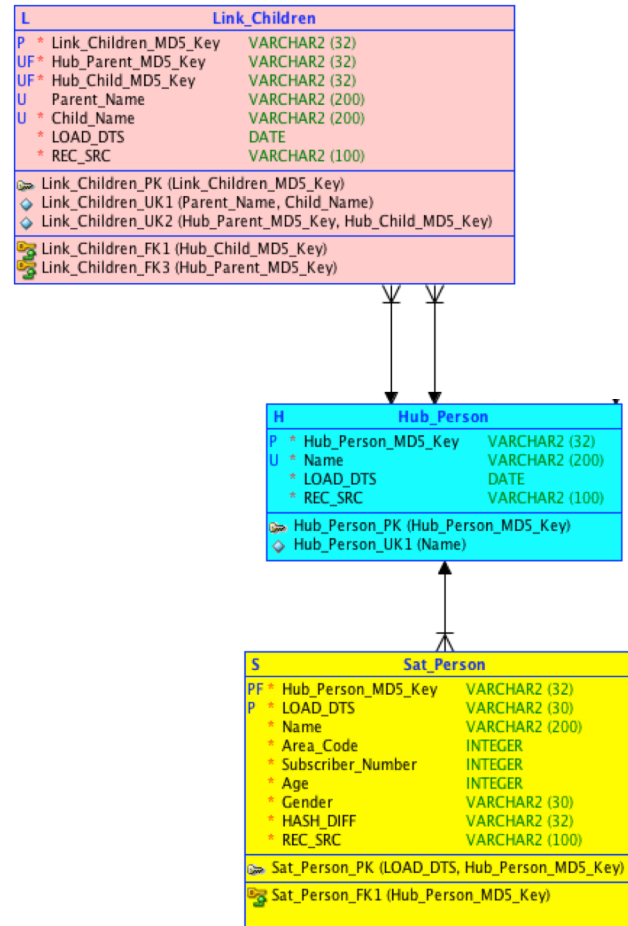 L Link_Children
P * Link_Children_MD5_Key VARCHAR2 (32)
UF * Hub_Parent_MD5_Key VARCHAR2 (32)
UF * Hub_Child_MD5_Key VARCHAR2 (32)
U Parent_Name VARCHAR2 (200)
U * Child_Name VARCHAR2 (200)
* LOAD_DTS DATE
* REC_SRC VARCHAR2 (100)
Link_Children_PK (Link_Children_MD5_Key)
Link_Children_UK1 (Parent_Name, Child_Name)
Link_Children_UK2 (Hub_Parent_MD5_Key, Hub_Child_MD5_Key)
Link_Children_FK1 (Hub_Child_MD5_Key)
Link_Children_FK3 (Hub_Parent_MD5_Key)
H Hub_Person
P * Hub_Person_MD5_Key VARCHAR2 (32)
U * Name VARCHAR2 (200)
* LOAD_DTS DATE
* REC_SRC VARCHAR2 (100)
Hub_Person_PK (Hub_Person_MD5_Key)
Hub_Person_UK1 (Name)
S Sat_Person
PF * Hub_Person_MD5_Key VARCHAR2 (32)
P * LOAD_DTS VARCHAR2 (30)
* Name VARCHAR2 (200)
* Area_Code INTEGER
* Subscriber_Number INTEGER
* Age INTEGER
* Gender VARCHAR2 (30)
* HASH_DIFF VARCHAR2 (32)
* REC_SRC VARCHAR2 (100)
Sat_Person_PK (LOAD_DTS, Hub_Person_MD5_Key)
Sat_Person_FK1 (Hub_Person_MD5_Key)